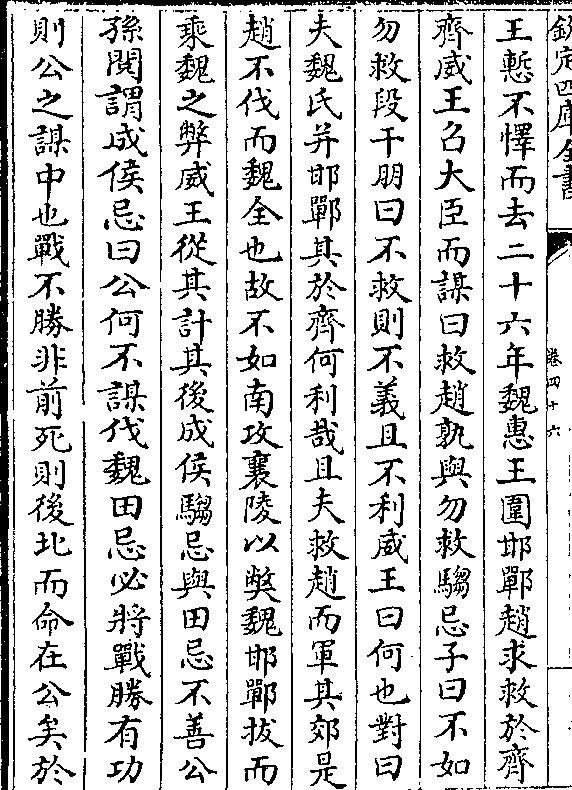 欽定四庫全書
卷四十六
王慙不懌而去二十六年魏惠王圍邯鄲趙求救於齊
齊威王召大臣而謀曰救趙孰與勿救騶忌子曰不如
勿救段干朋曰不救則不義且不利威王曰何也對曰
夫魏氏并邯鄲其於齊何利哉且夫救趙而軍其郊是
趙不伐而魏全也故不如南攻襄陵以獘魏邯鄲拔而
乘魏之弊威王從其計其後成侯騶忌與田忌不善公
孫閱謂成侯忌曰公何不謀伐魏田忌必將戰勝有功
則公之謀中也戰不勝非前死則後北而命在公矣於